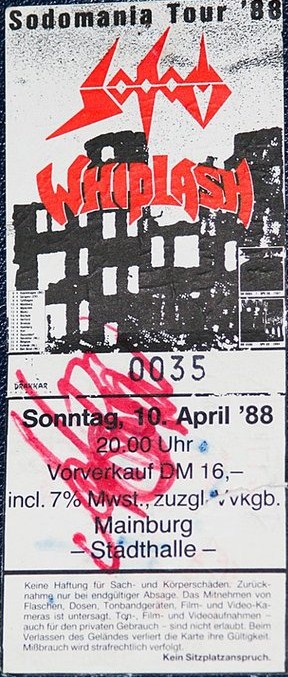 Sodomania Tour '88
SODOM
WHIPLASH
DRAKKAR
0035
Sonntag, 10. April '88
20.00 Uhr
Vorverkauf DM 16,–
incl. 7% Mwst., zuzgl. Vvkgb.
Mainburg
– Stadthalle –
Keine Haftung für Sach- und Körperschäden. Zurück-
nahme nur bei endgültiger Absage. Das Mitnehmen von
Flaschen, Dosen, Tonbandgeräten, Film- und Video-Ka-
meras ist untersagt. Ton-, Film- und Videoaufnahmen –
auch für den privaten Gebrauch – sind nicht erlaubt. Beim
Verlassen des Geländes verliert die Karte ihre Gültigkeit.
Mißbrauch wird strafrechtlich verfolgt.
Kein Sitzplatzanspruch.